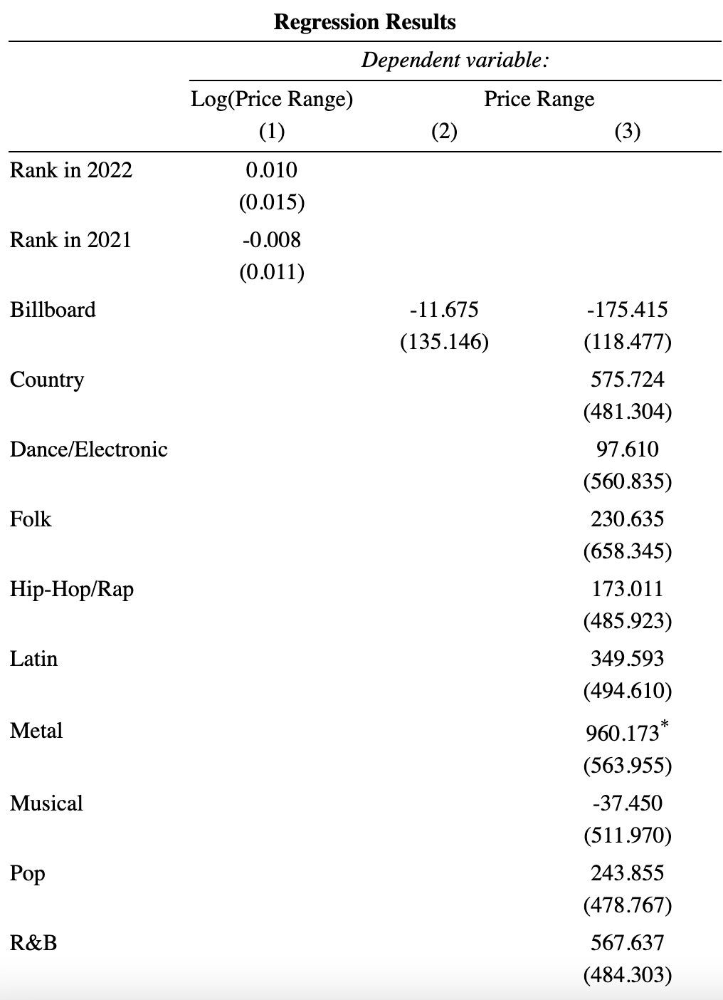 Regression Results
Dependent variable:
Log(Price Range) Price Range
(1) (2) (3)
Rank in 2022 0.010
(0.015)
Rank in 2021 -0.008
(0.011)
Billboard -11.675 -175.415
(135.146) (118.477)
Country 575.724
(481.304)
Dance/Electronic 97.610
(560.835)
Folk 230.635
(658.345)
Hip-Hop/Rap 173.011
(485.923)
Latin 349.593
(494.610)
Metal 960.173*
(563.955)
Musical -37.450
(511.970)
Pop 243.855
(478.767)
R&B 567.637
(484.303)